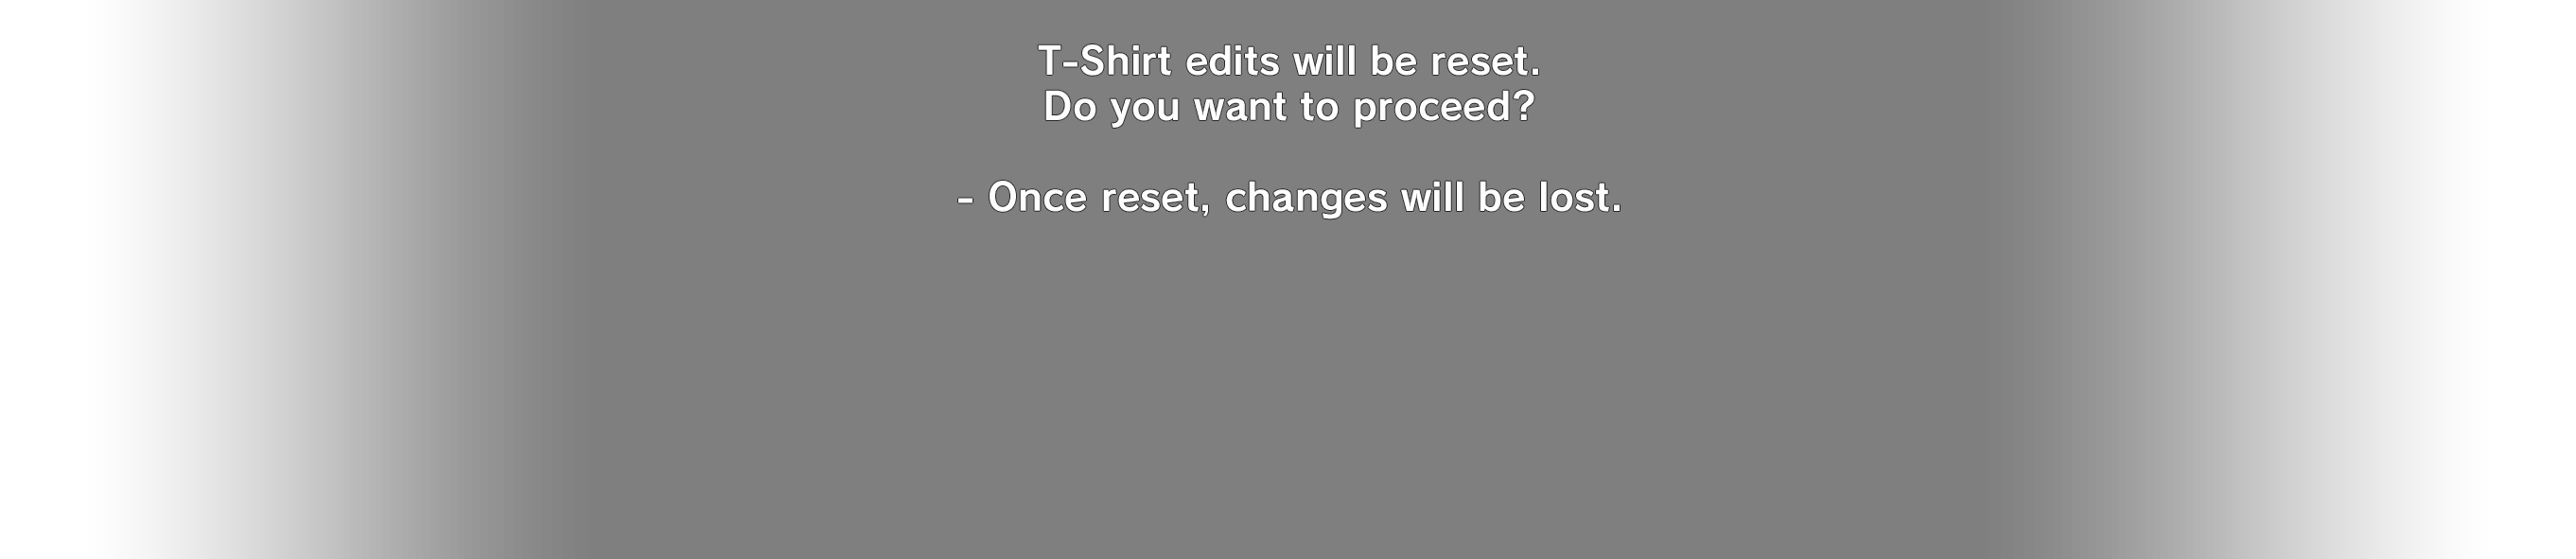 T-Shirt edits will be reset.
Do you want to proceed?
- Once reset, changes will be lost.